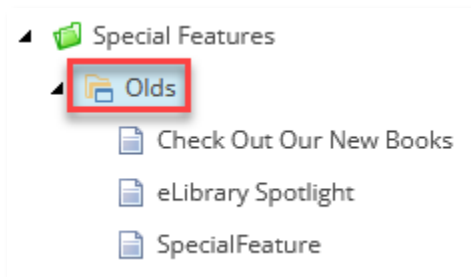 Special Features
Olds
Check Out Our New Books
eLibrary Spotlight
SpecialFeature